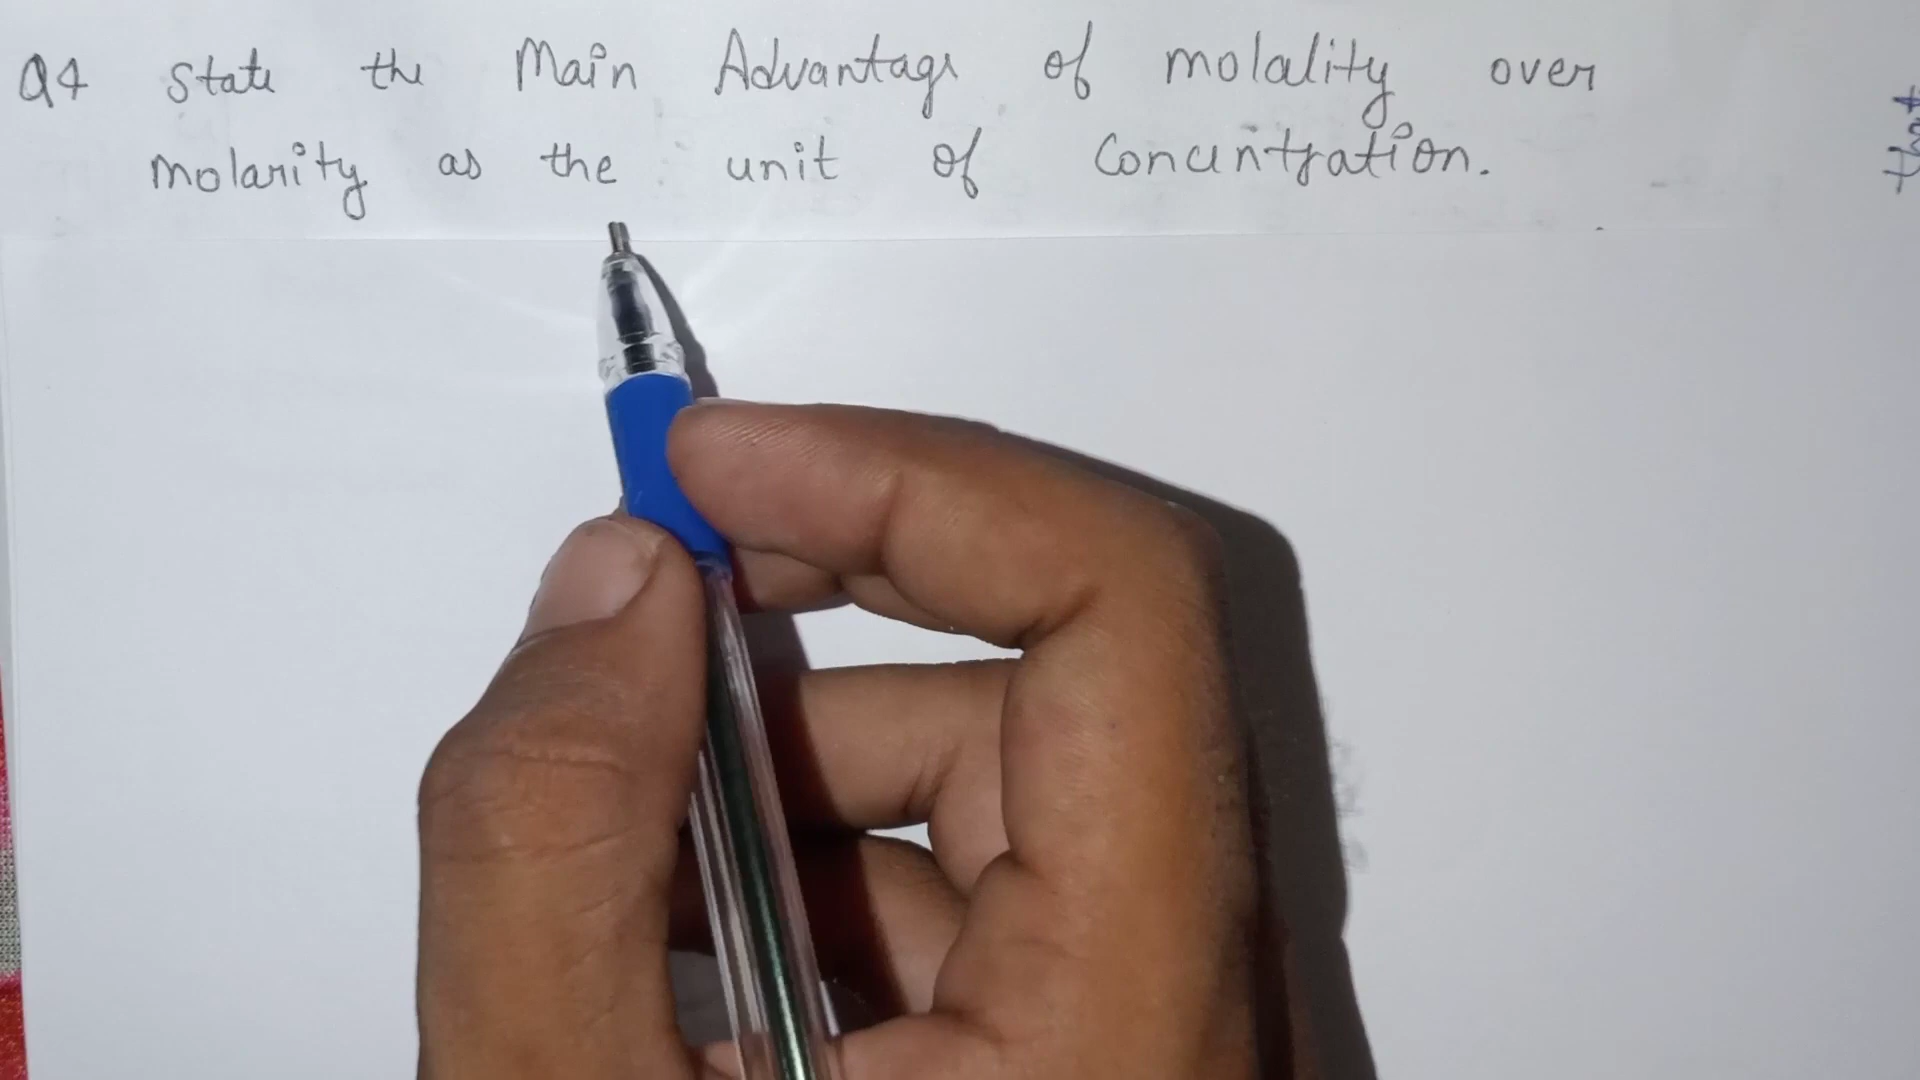 Q4 State the Main Advantage of molality over
molarity as the unit of Concentration.